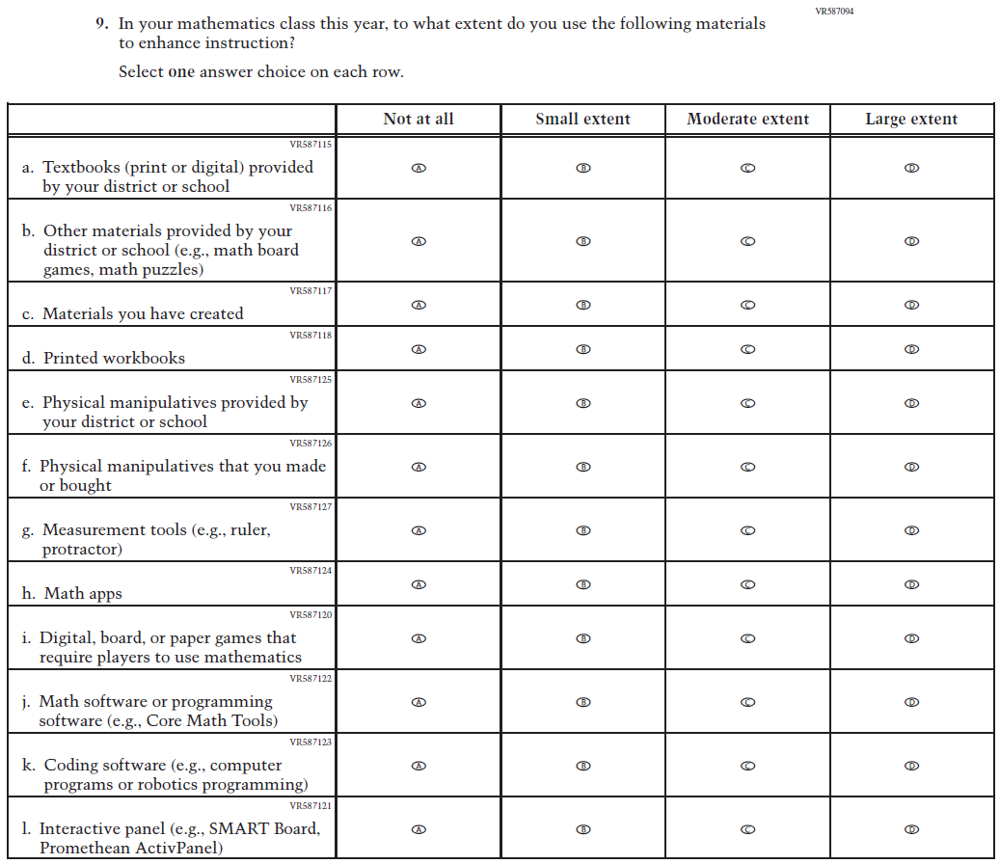 VR587094
9. In your mathematics class this year, to what extent do you use the following materials
to enhance instruction?
Select one answer choice on each row.
Not at all Small extent Moderate extent Large extent
VR587115
a. Textbooks (print or digital) provided
by your district or school
A B C D
VR587116
b. Other materials provided by your
district or school (e.g., math board
games, math puzzles)
A B C D
VR587117
c. Materials you have created
A B C D
VR587118
d. Printed workbooks
A B C D
VR587125
e. Physical manipulatives provided by
your district or school
A B C D
VR587126
f. Physical manipulatives that you made
or bought
A B C D
VR587127
g. Measurement tools (e.g., ruler,
protractor)
A B C D
VR587124
h. Math apps
A B C D
VR587120
i. Digital, board, or paper games that
require players to use mathematics
A B C D
VR587122
j. Math software or programming
software (e.g., Core Math Tools)
A B C D
VR587123
k. Coding software (e.g., computer
programs or robotics programming)
A B C D
VR587121
l. Interactive panel (e.g., SMART Board,
Promethean ActivPanel)
A B C D